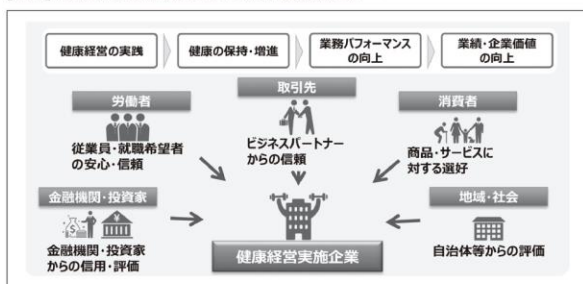 健康経営の実践
健康の保持・増進
業務パフォーマンス
の向上
業績・企業価値
の向上
労働者
従業員・就職希望者
の安心・信頼
取引先
ビジネスパートナー
からの信頼
消費者
商品・サービスに
対する選好
金融機関・投資家
金融機関・投資家
からの信用・評価
健康経営実施企業
地域・社会
自治体等からの評価